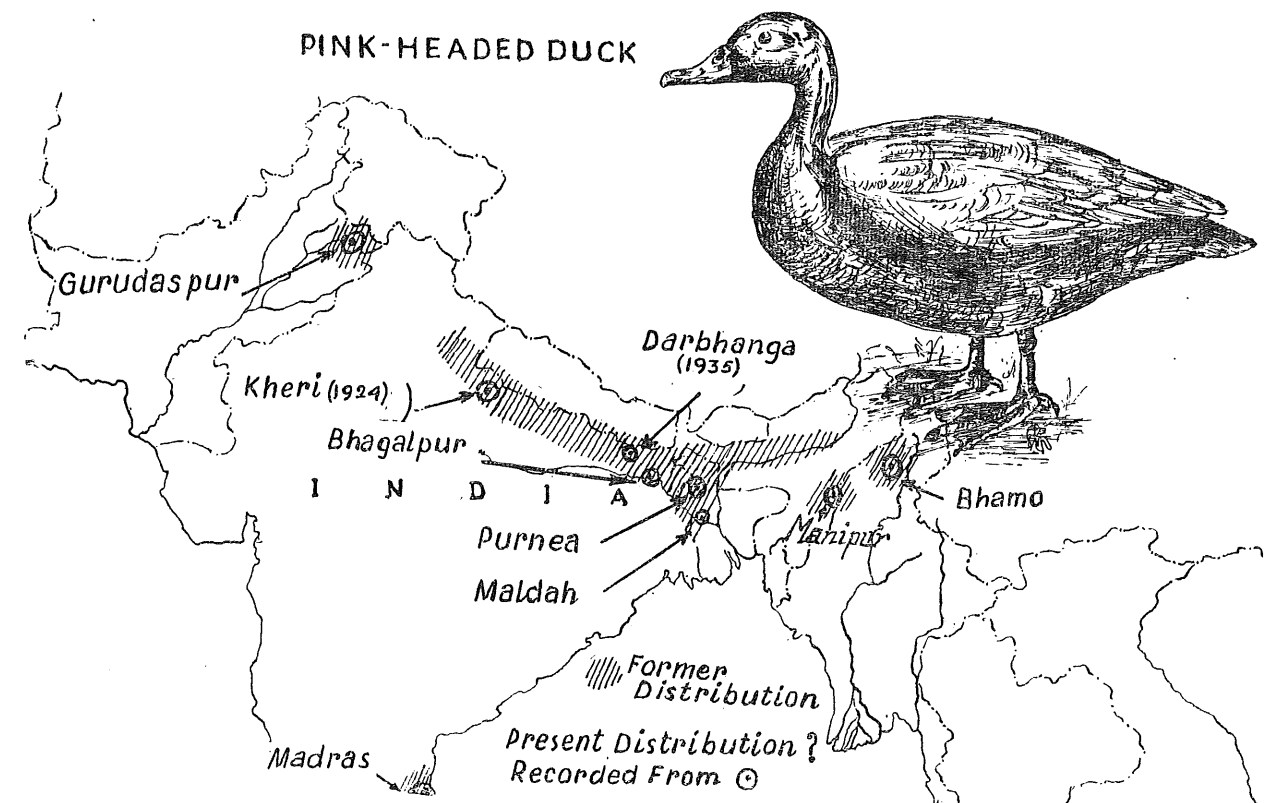 PINK-HEADED DUCK
Gurudaspur
Darbhanga
(1935)
Kheri (1924)
Bhagalpur
I N D I A
Bhamo
Purnea
Manipur
Maldah
Former
Distribution
Present Distribution ?
Recorded From
Madras